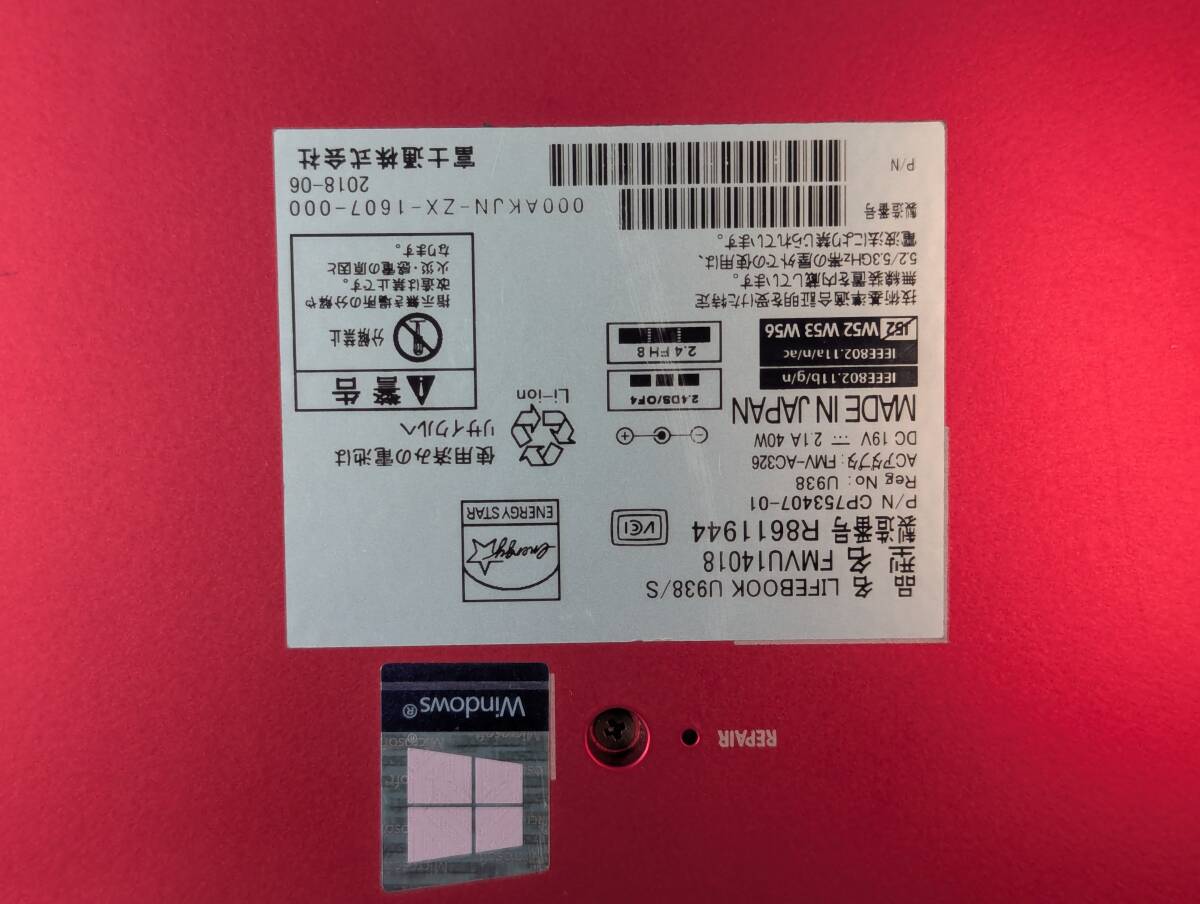 REPAIR
Windows®
Microsoft
品名 LIFEBOOK U938/S
型名 FMVU14018
製造番号 R8611944
P/N CP753407-01
Reg No: U938
ACアダプタ: FMV-AC326
DC 19V ⎓ 2.1A 40W
MADE IN JAPAN
VCI
energy
ENERGY STAR
使用済みの電池は
リサイクルへ
Li-ion
IEEE802.11b/g/n
IEEE802.11a/n/ac
J52 W52 W53 W56
2.4DS/OF4
2.4FH8
警告
分解禁止
指示無き場所の分解や
改造は禁止です。
火災・感電の原因と
なります。
技術基準適合証明を受けた特定
無線装置を内蔵しています。
5.2/5.3GHz帯の屋外での使用は、
電波法により禁じられています。
製造番号
000AKJN-ZX-1607-000
2018-06
P/N
富士通株式会社